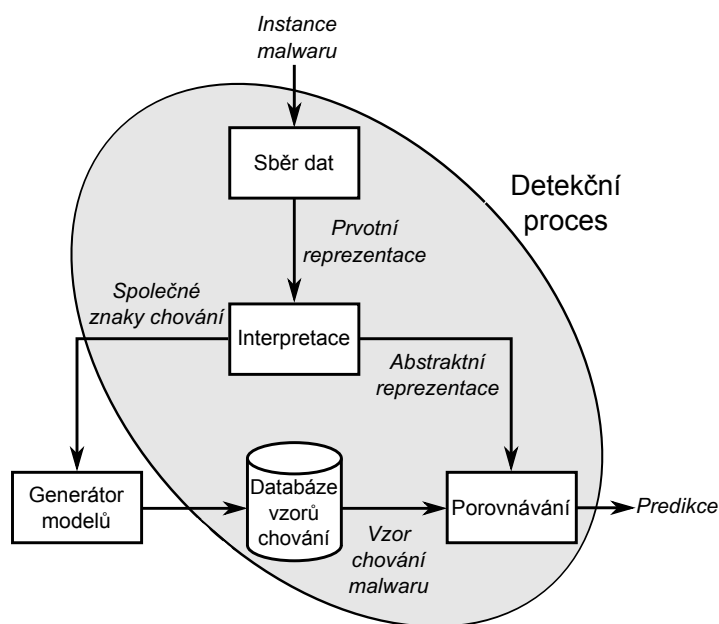 Instance
malwaru
Sběr dat
Detekční
proces
Prvotní
reprezentace
Společné
znaky chování
Interpretace
Abstraktní
reprezentace
Generátor
modelů
Databáze
vzorů
chování
Vzor
chování
malwaru
Porovnávání
Predikce